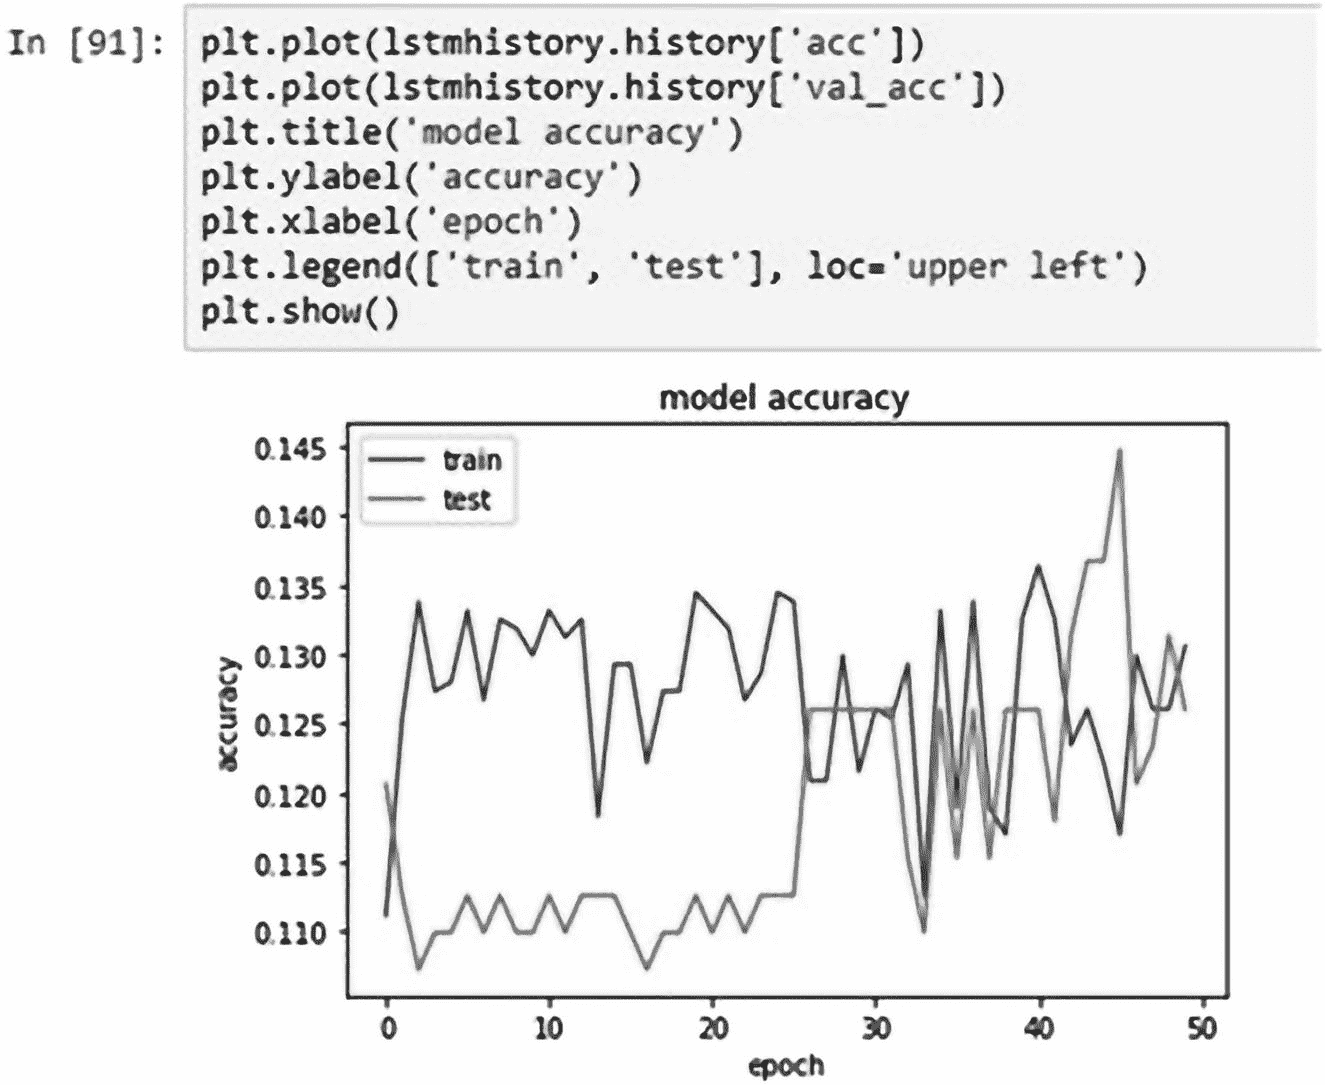 In [91]:
plt.plot(lstmhistory.history['acc'])
plt.plot(lstmhistory.history['val_acc'])
plt.title('model accuracy')
plt.ylabel('accuracy')
plt.xlabel('epoch')
plt.legend(['train', 'test'], loc='upper left')
plt.show()
model accuracy
train
test
0.145
0.140
0.135
0.130
0.125
0.120
0.115
0.110
accuracy
0 10 20 30 40 50
epoch